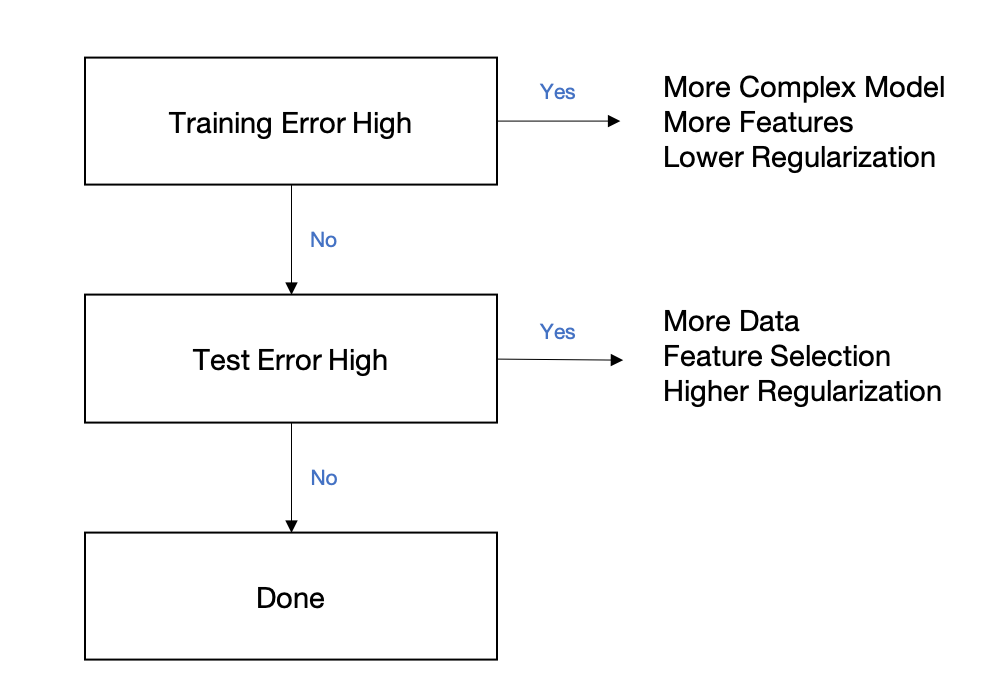 Training Error High
Yes
More Complex Model
More Features
Lower Regularization
No
Test Error High
Yes
More Data
Feature Selection
Higher Regularization
No
Done